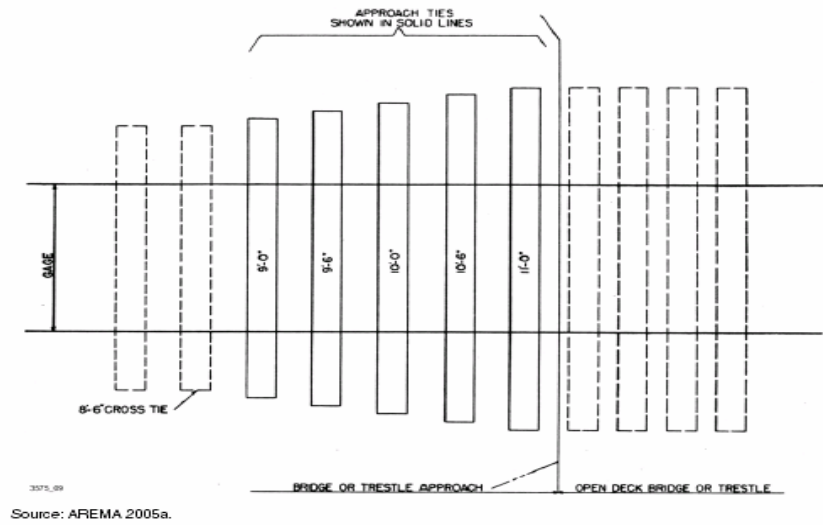 APPROACH TIES
SHOWN IN SOLID LINES
GAGE
9'-0"
9'-6"
10'-0"
10'-6"
11'-0"
8'-6" CROSS TIE
3575_09
BRIDGE OR TRESTLE APPROACH
OPEN DECK BRIDGE OR TRESTLE
Source: AREMA 2005a.